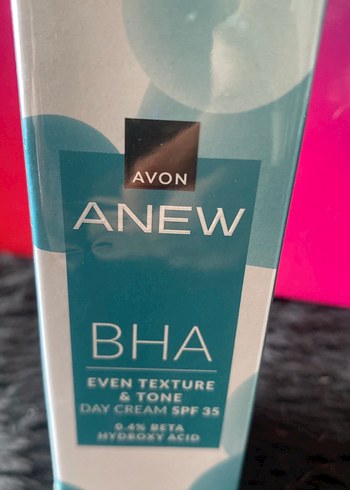 AVON
ANEW
BHA
EVEN TEXTURE
& TONE
DAY CREAM SPF 35
0.4% BETA
HYDROXY ACID